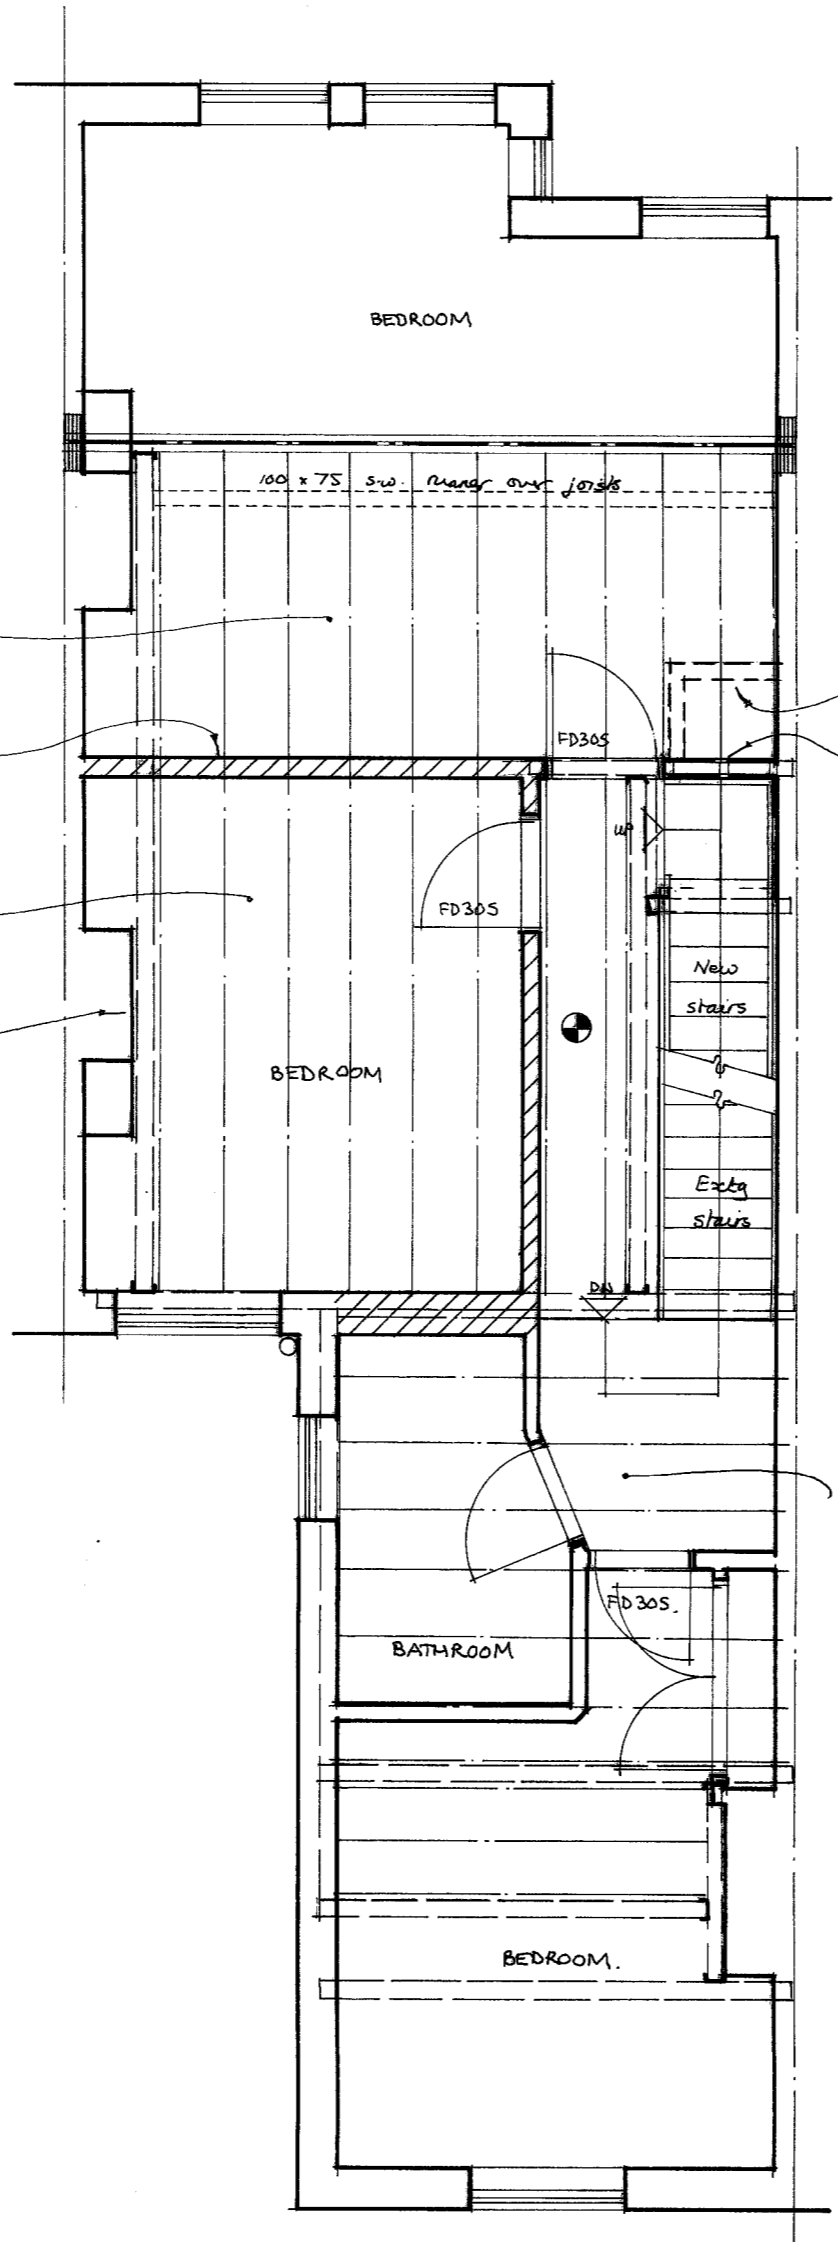 BEDROOM
100 x 75 s.w. runner over joists
FD30S
UP
FD30S
New
stairs
BEDROOM
Extg
stairs
DN
FD30S.
BATHROOM
BEDROOM.